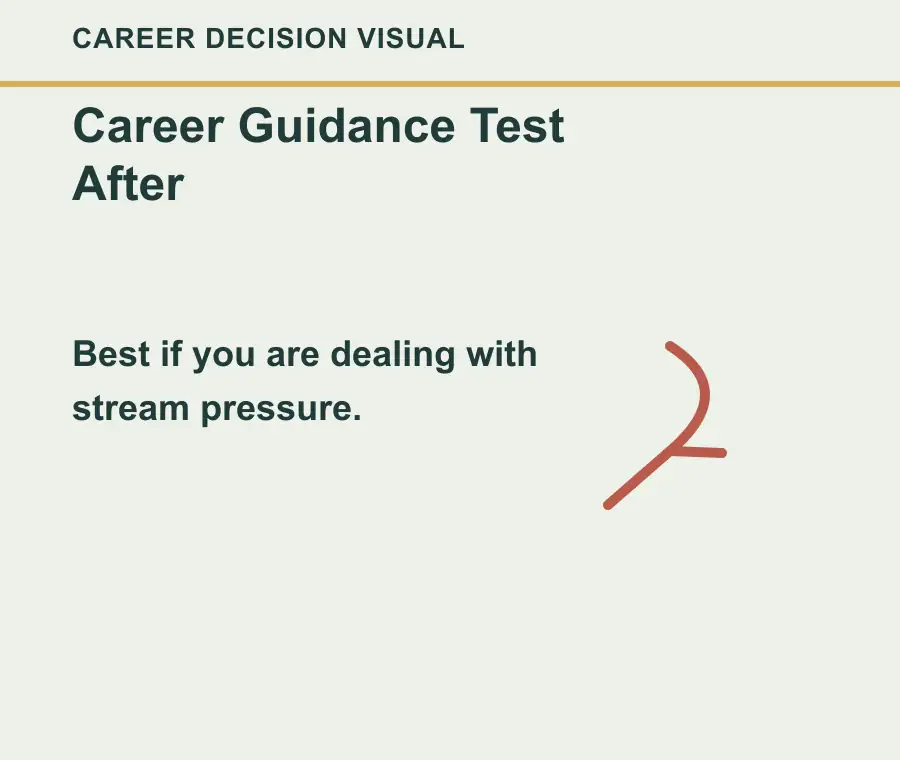 CAREER DECISION VISUAL
Career Guidance Test
After
Best if you are dealing with
stream pressure.